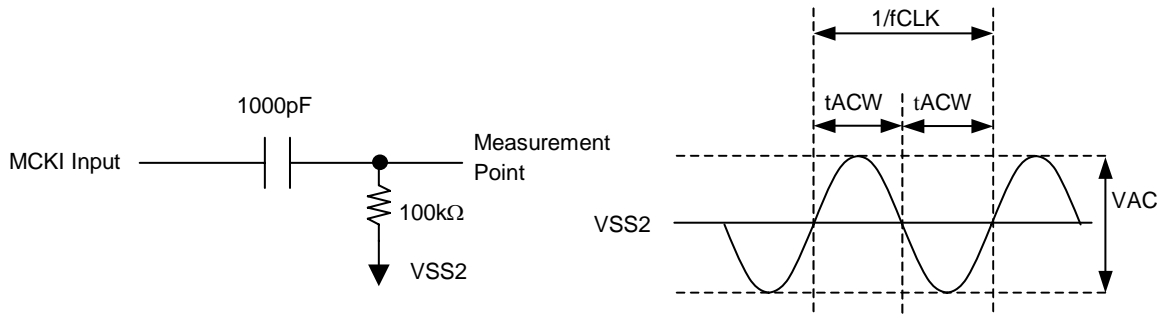 1000pF
MCKI Input
Measurement
Point
100kΩ
VSS2
1/fCLK
tACW
tACW
VSS2
VAC